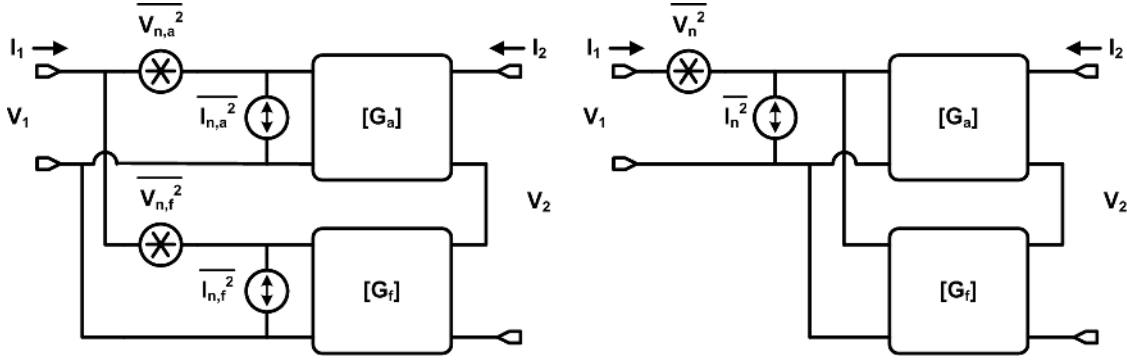 Vn,a²
I1
I2
In,a²
[Ga]
V1
Vn,f²
V2
In,f²
[Gf]
Vn²
I1
I2
In²
[Ga]
V1
V2
[Gf]